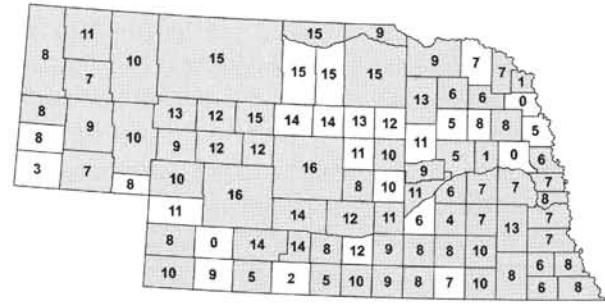 15 9
11 9 7
8 10 15 15 15 15 7
7 1
13 6 6 0
8 13 12 15 14 14 13 12 5 8 8 5
9 10
8 11
9 12 12 11 10 5 1 0 6
3 7 8 10 16 9 7
16 8 10 11 6 7 7 8
11 14 12 11 6 4 7 13 7
8 0 14 14 8 12 9 8 8 10 7
6 8
10 9 5 2 5 10 9 8 7 10 8 6 8